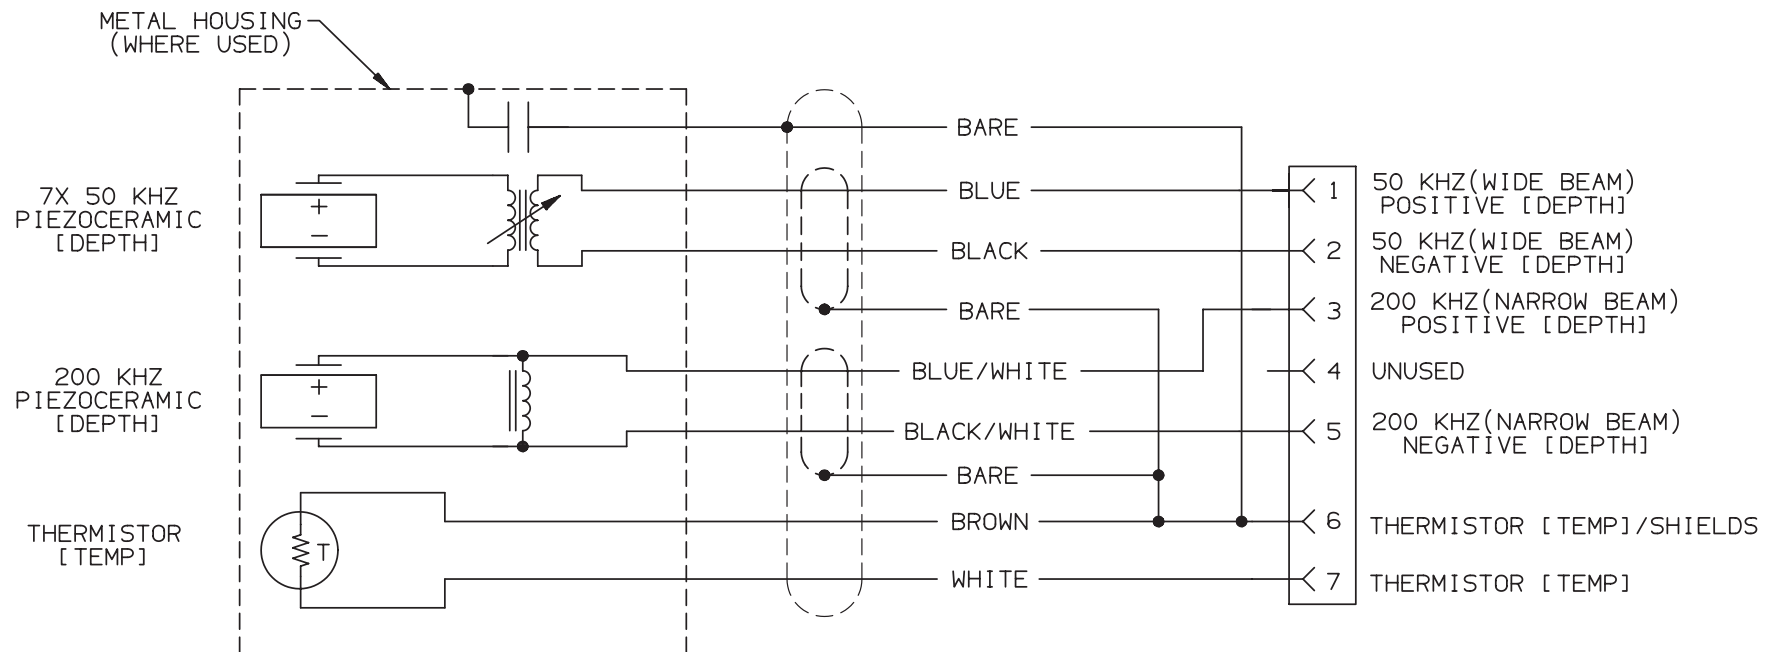 METAL HOUSING
(WHERE USED)
BARE
7X 50 KHZ
PIEZOCERAMIC
[DEPTH]
+
−
BLUE
1
50 KHZ(WIDE BEAM)
POSITIVE [DEPTH]
BLACK
2
50 KHZ(WIDE BEAM)
NEGATIVE [DEPTH]
BARE
3
200 KHZ(NARROW BEAM)
POSITIVE [DEPTH]
200 KHZ
PIEZOCERAMIC
[DEPTH]
+
−
BLUE/WHITE
4
UNUSED
BLACK/WHITE
5
200 KHZ(NARROW BEAM)
NEGATIVE [DEPTH]
BARE
THERMISTOR
[TEMP]
T
BROWN
6
THERMISTOR [TEMP]/SHIELDS
WHITE
7
THERMISTOR [TEMP]